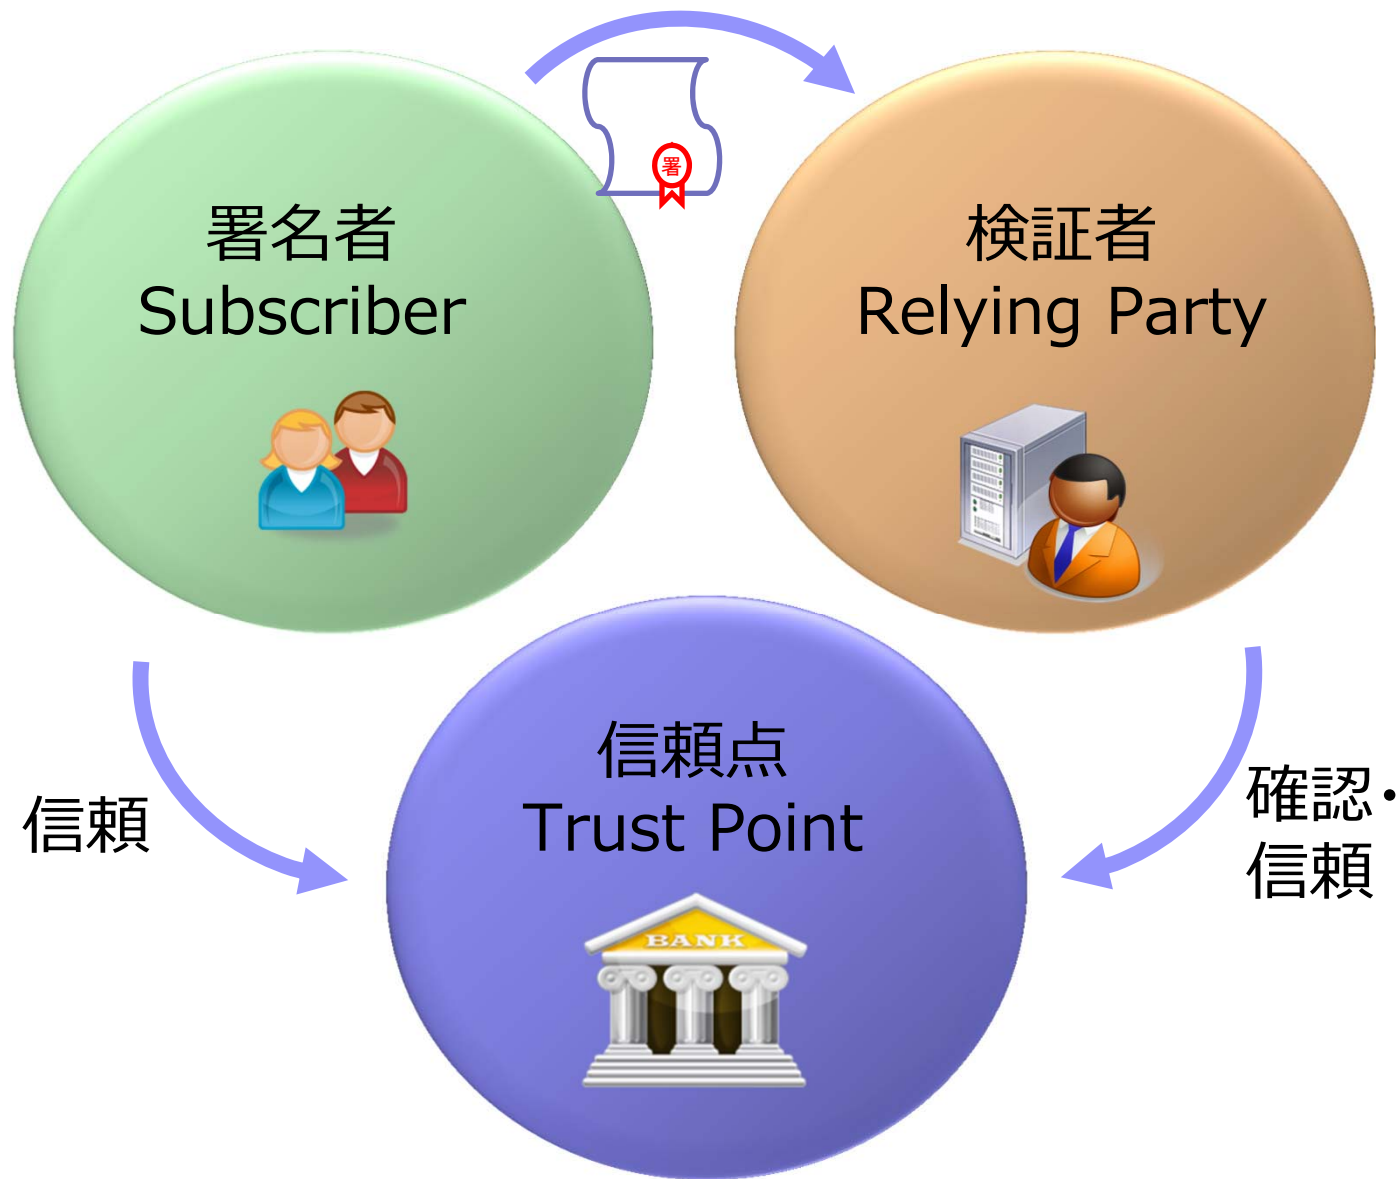 署
署名者
Subscriber
検証者
Relying Party
信頼点
Trust Point
BANK
信頼
確認・
信頼